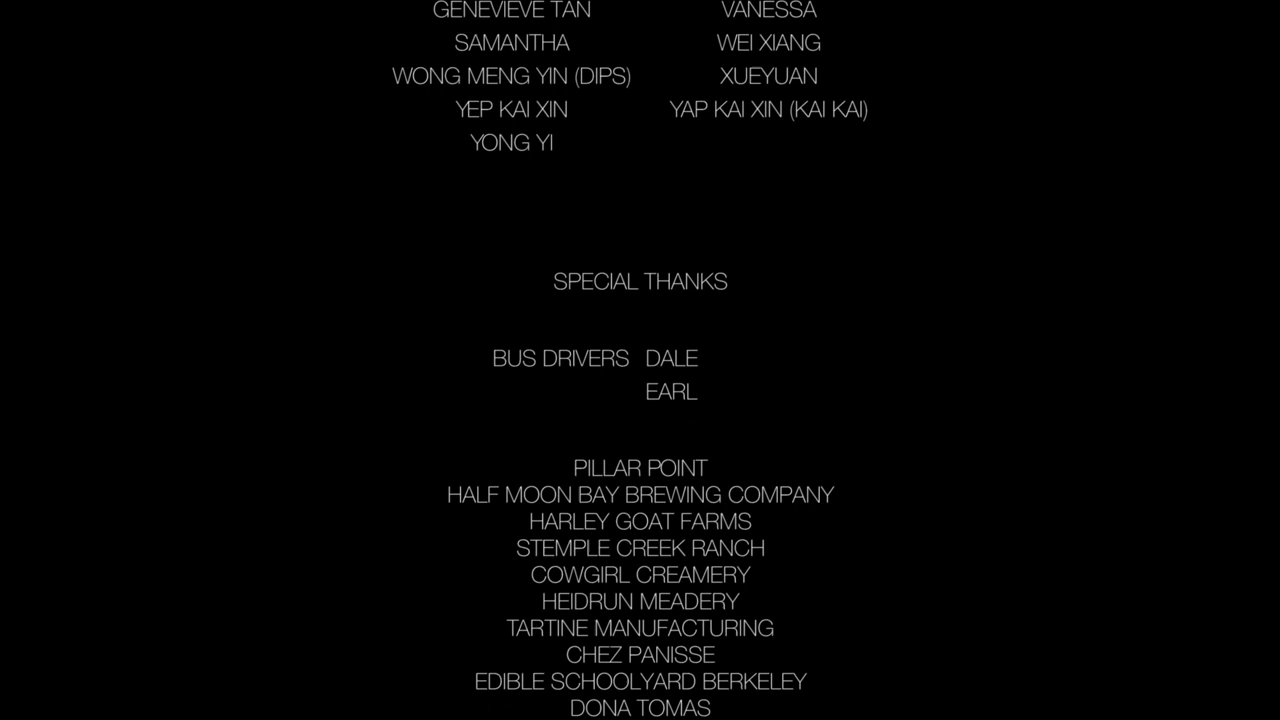 GENEVIEVE TAN VANESSA
SAMANTHA WEI XIANG
WONG MENG YIN (DIPS) XUEYUAN
YEP KAI XIN YAP KAI XIN (KAI KAI)
YONG YI
SPECIAL THANKS
BUS DRIVERS DALE
EARL
PILLAR POINT
HALF MOON BAY BREWING COMPANY
HARLEY GOAT FARMS
STEMPLE CREEK RANCH
COWGIRL CREAMERY
HEIDRUN MEADERY
TARTINE MANUFACTURING
CHEZ PANISSE
EDIBLE SCHOOLYARD BERKELEY
DONA TOMAS